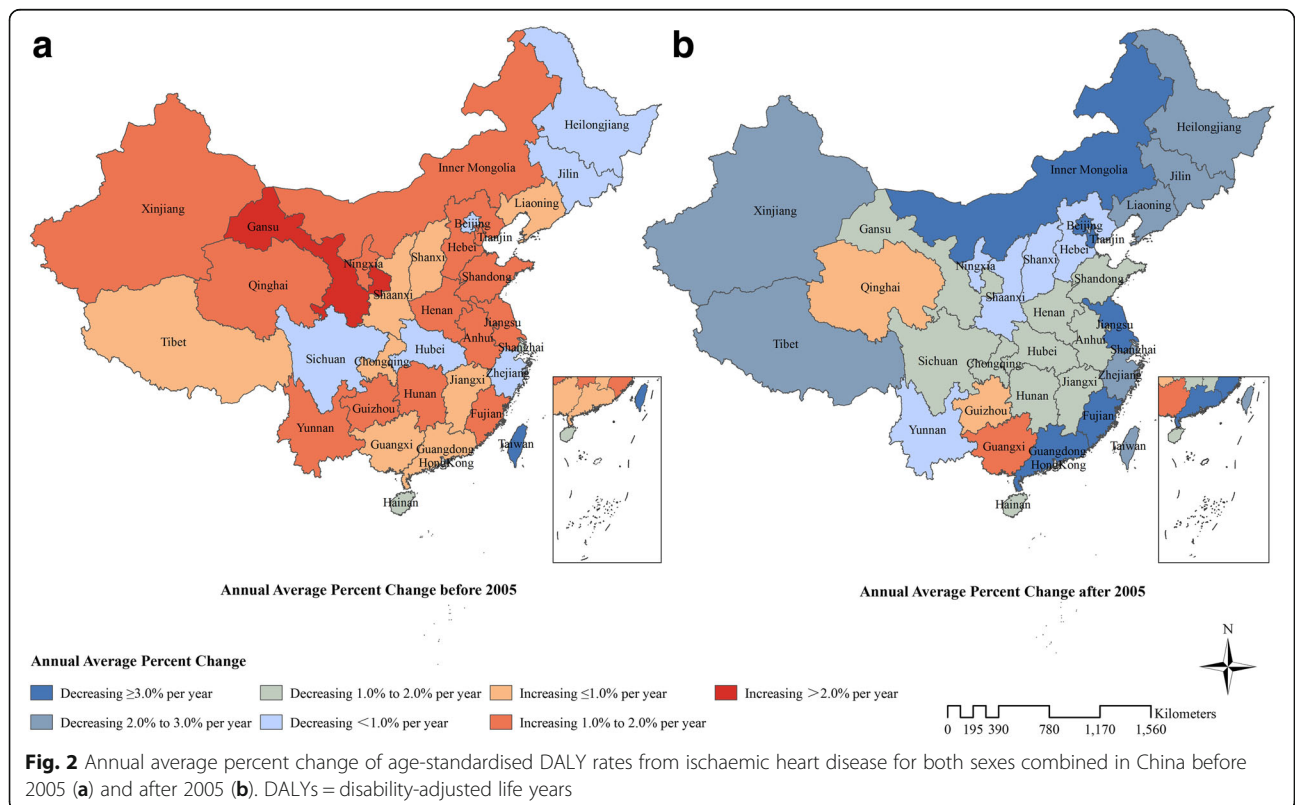 a
b
Heilongjiang
Jilin
Inner Mongolia
Liaoning
Xinjiang
Beijing
Tianjin
Gansu
Hebei
Shanxi
Ningxia
Shandong
Qinghai
Shaanxi
Henan
Jiangsu
Anhui
Tibet
Shanghai
Hubei
Sichuan
Chongqing
Zhejiang
Jiangxi
Hunan
Guizhou
Fujian
Yunnan
Guangxi
Guangdong
HongKong
Taiwan
Hainan
Heilongjiang
Jilin
Inner Mongolia
Liaoning
Xinjiang
Beijing
Tianjin
Gansu
Hebei
Shanxi
Ningxia
Shandong
Qinghai
Shaanxi
Henan
Jiangsu
Anhui
Tibet
Shanghai
Hubei
Sichuan
Chongqing
Zhejiang
Jiangxi
Hunan
Guizhou
Fujian
Yunnan
Guangxi
Guangdong
HongKong
Taiwan
Hainan
Annual Average Percent Change before 2005
Annual Average Percent Change after 2005
N
Annual Average Percent Change
Decreasing ≥3.0% per year
Decreasing 1.0% to 2.0% per year
Increasing ≤1.0% per year
Increasing >2.0% per year
Decreasing 2.0% to 3.0% per year
Decreasing <1.0% per year
Increasing 1.0% to 2.0% per year
Kilometers
0 195 390 780 1,170 1,560
Fig. 2 Annual average percent change of age-standardised DALY rates from ischaemic heart disease for both sexes combined in China before
2005 (a) and after 2005 (b). DALYs = disability-adjusted life years